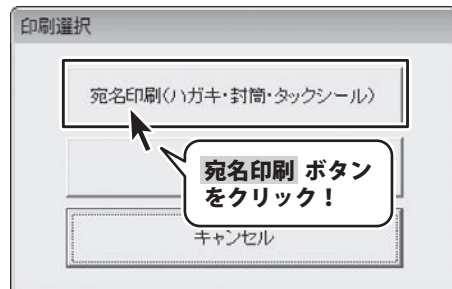 印刷選択
宛名印刷(ハガキ・封筒・タックシール)
宛名印刷 ボタン
をクリック！
キャンセル